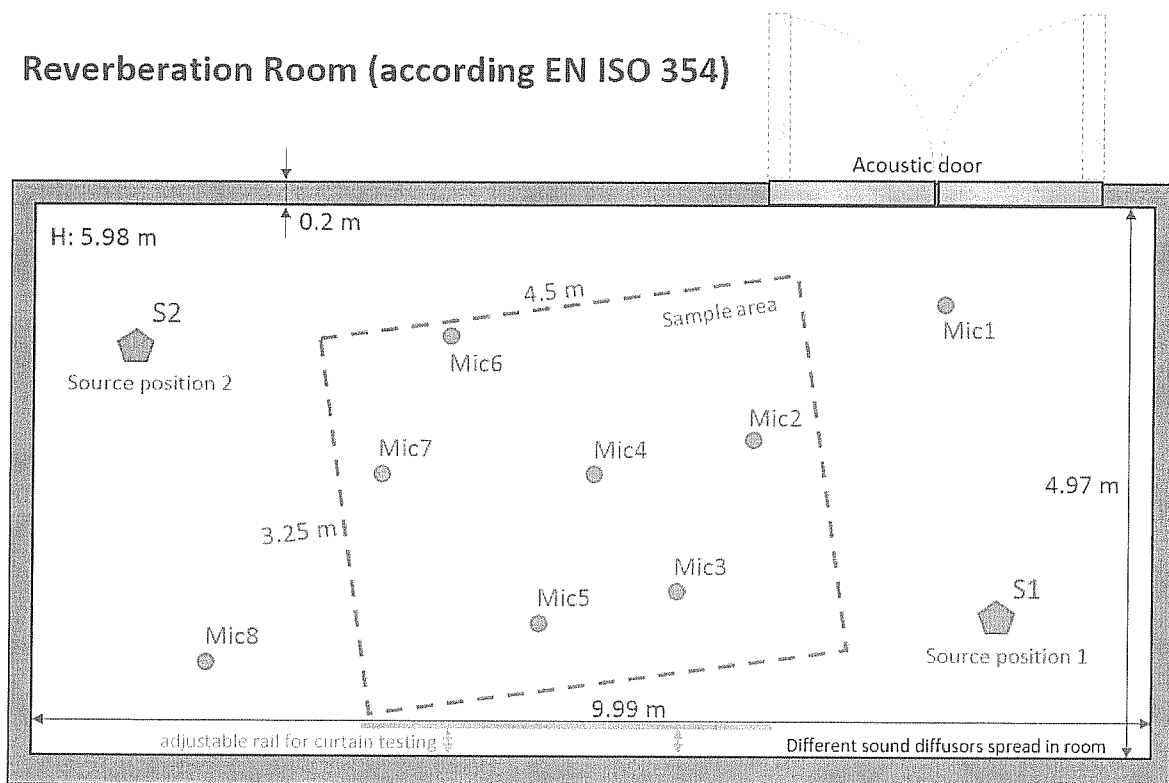 Reverberation Room (according EN ISO 354)
Acoustic door
0.2 m
H: 5.98 m
4.5 m
Sample area
S2
Source position 2
Mic1
Mic6
Mic2
Mic7
Mic4
4.97 m
3.25 m
Mic3
S1
Mic5
Mic8
Source position 1
9.99 m
adjustable rail for curtain testing
Different sound diffusors spread in room